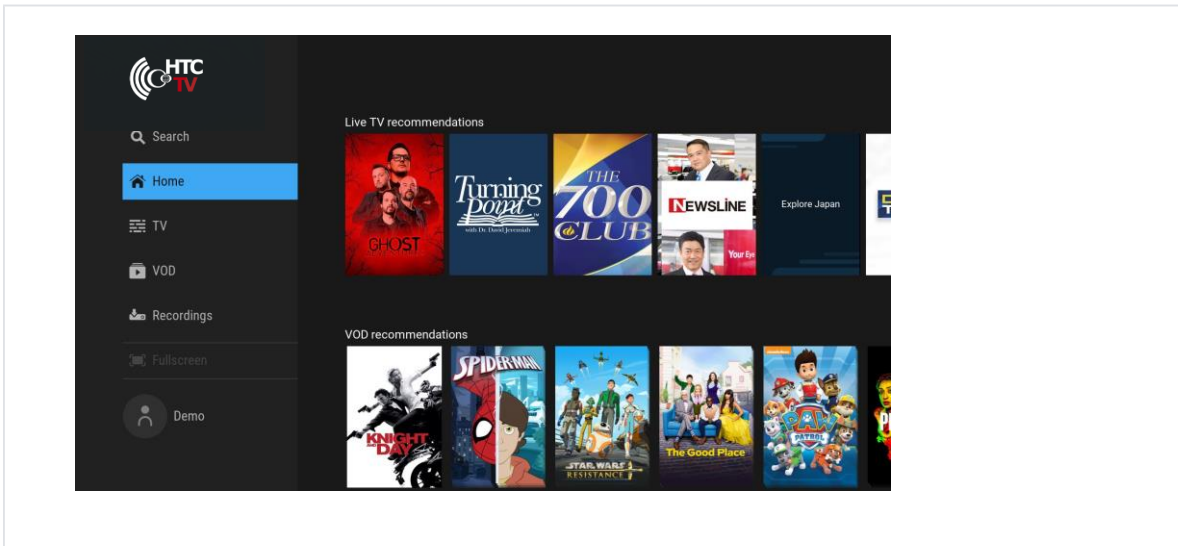 HTC
TV
Search
Home
TV
VOD
Recordings
Fullscreen
Demo
Live TV recommendations
GHOST
Turning
Point
with Dr. David Jeremiah
THE
700
CLUB
NEWSLINE
Your Eye
Explore Japan
VOD recommendations
KNIGHT
AND
DAY
SPIDER-MAN
STAR WARS
RESISTANCE
The Good Place
nickelodeon
PAW
PATROL